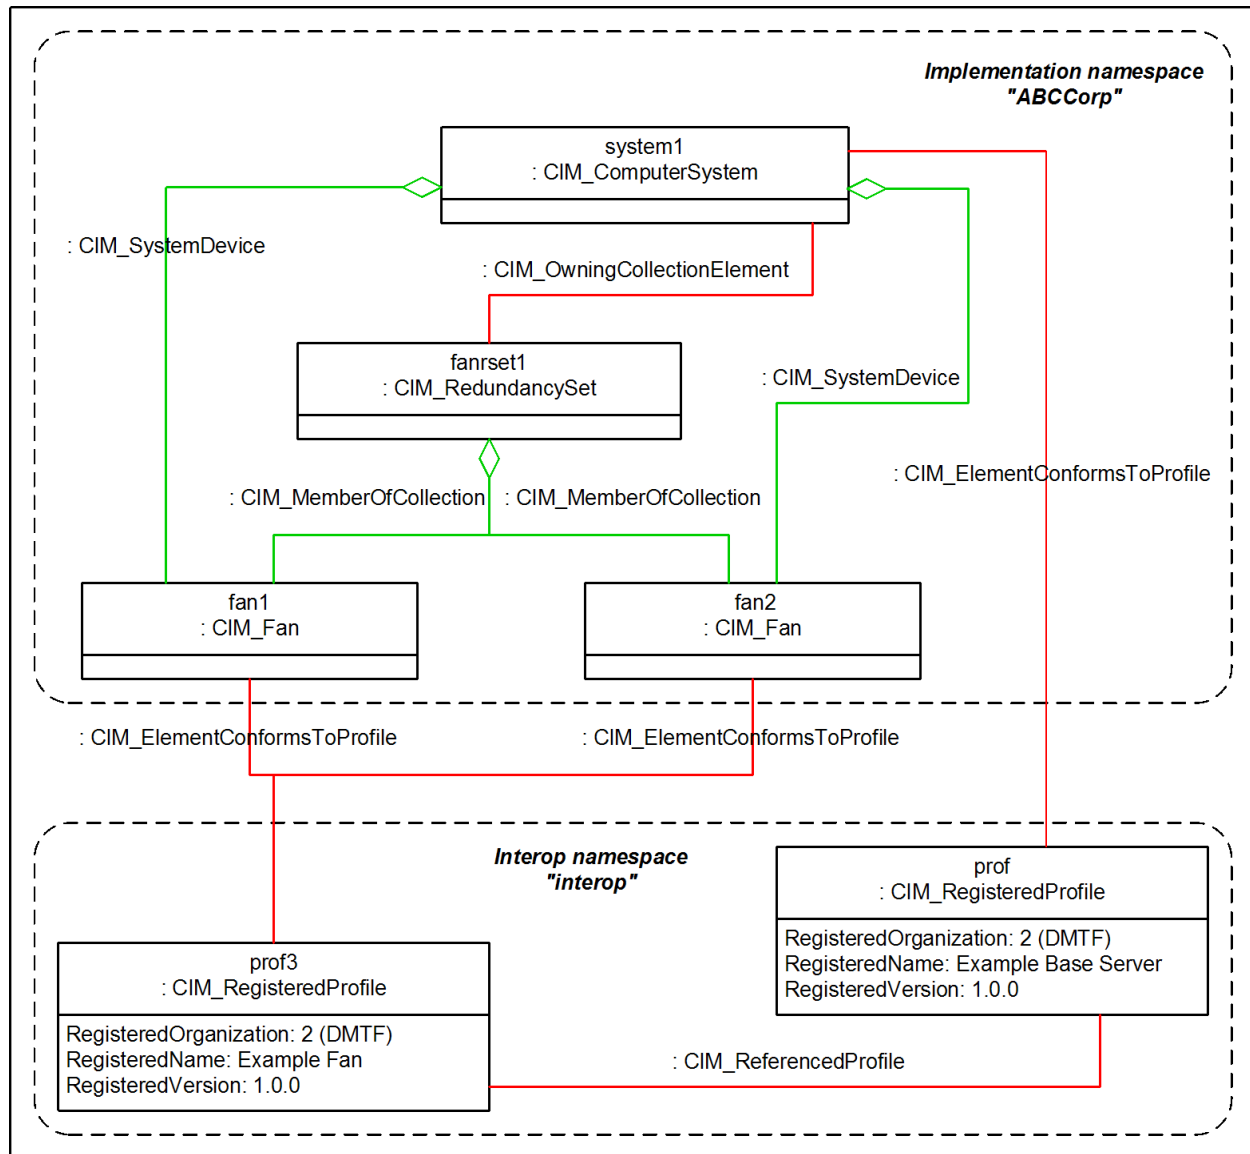 Implementation namespace
"ABCCorp"
system1
: CIM_ComputerSystem
: CIM_SystemDevice
: CIM_OwningCollectionElement
fanrset1
: CIM_RedundancySet
: CIM_SystemDevice
: CIM_ElementConformsToProfile
: CIM_MemberOfCollection
: CIM_MemberOfCollection
fan1
: CIM_Fan
fan2
: CIM_Fan
: CIM_ElementConformsToProfile
: CIM_ElementConformsToProfile
Interop namespace
"interop"
prof
: CIM_RegisteredProfile
RegisteredOrganization: 2 (DMTF)
RegisteredName: Example Base Server
RegisteredVersion: 1.0.0
prof3
: CIM_RegisteredProfile
RegisteredOrganization: 2 (DMTF)
RegisteredName: Example Fan
RegisteredVersion: 1.0.0
: CIM_ReferencedProfile